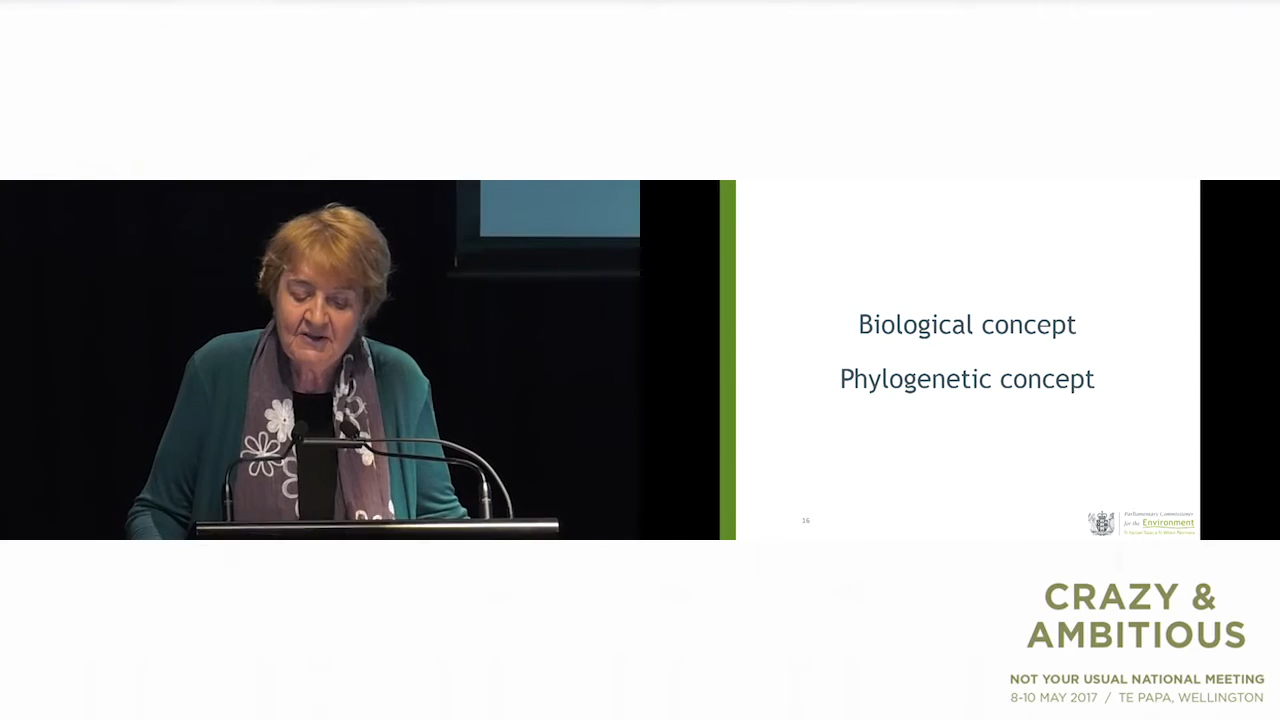 Biological concept
Phylogenetic concept
16
Parliamentary Commissioner
for the Environment
CRAZY &
AMBITIOUS
NOT YOUR USUAL NATIONAL MEETING
8-10 MAY 2017 / TE PAPA, WELLINGTON